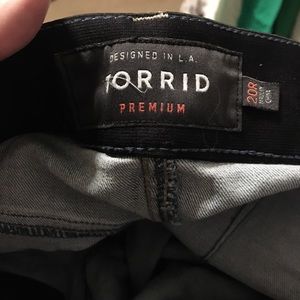 DESIGNED IN L.A.
TORRID
PREMIUM
20R